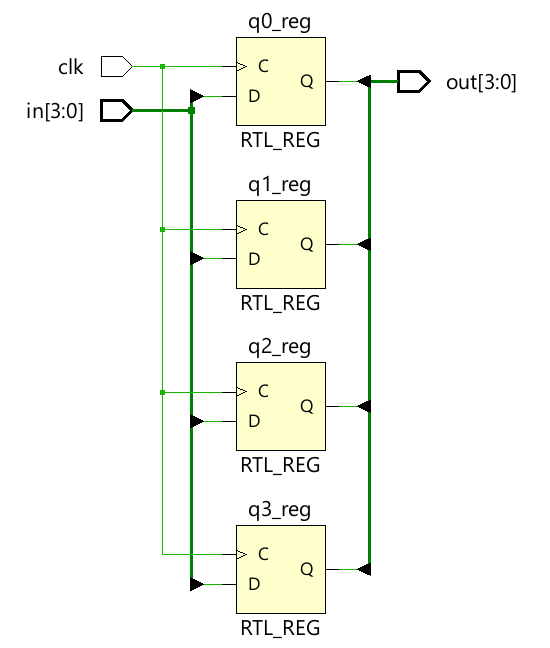 q0_reg
clk
C
Q
out[3:0]
D
in[3:0]
RTL_REG
q1_reg
C
Q
D
RTL_REG
q2_reg
C
Q
D
RTL_REG
q3_reg
C
Q
D
RTL_REG